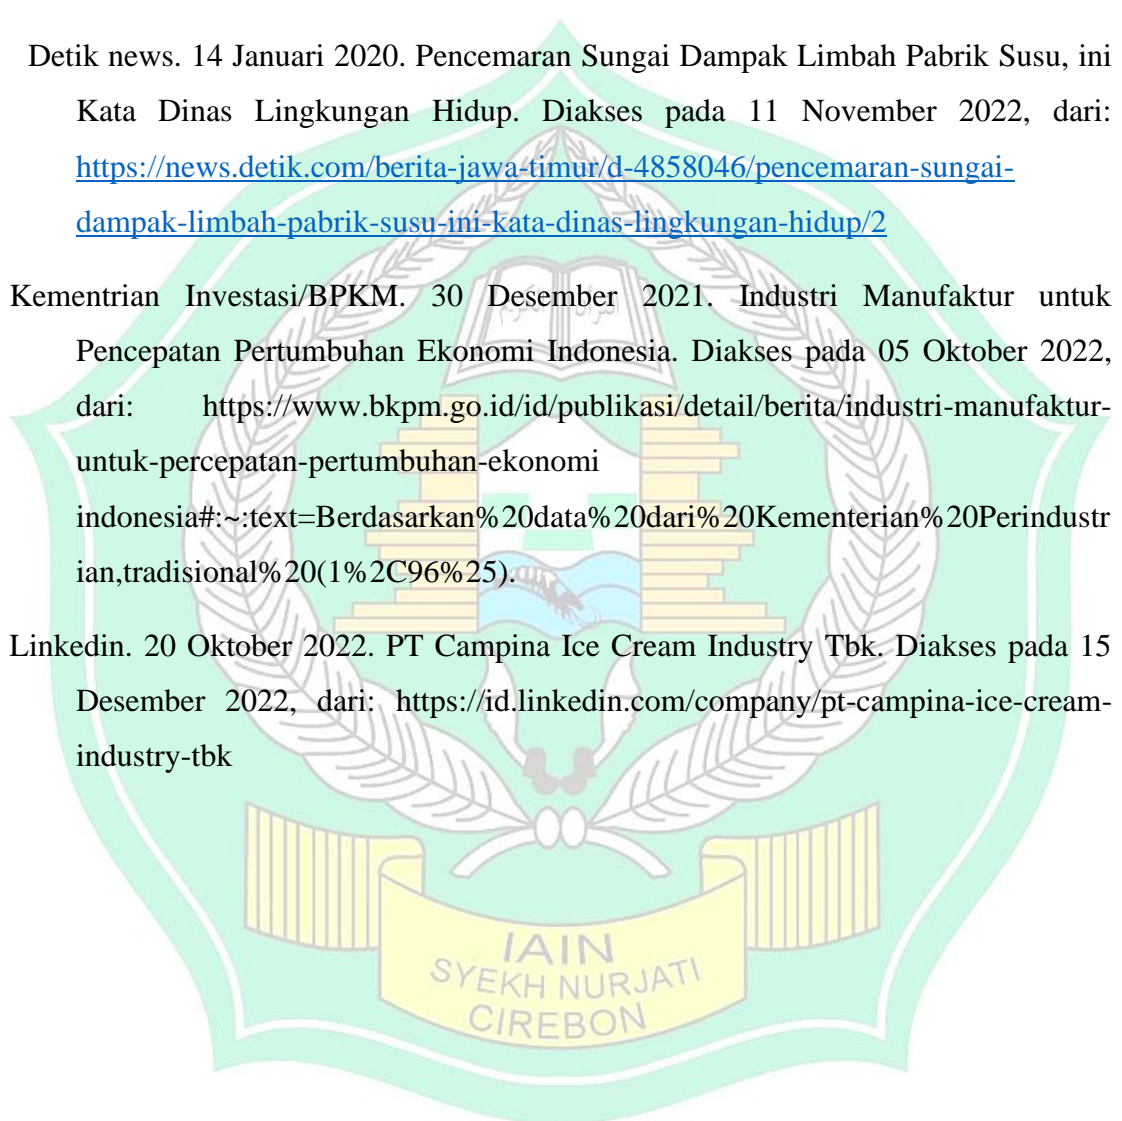 Detik news. 14 Januari 2020. Pencemaran Sungai Dampak Limbah Pabrik Susu, ini
Kata Dinas Lingkungan Hidup. Diakses pada 11 November 2022, dari:
https://news.detik.com/berita-jawa-timur/d-4858046/pencemaran-sungai-
dampak-limbah-pabrik-susu-ini-kata-dinas-lingkungan-hidup/2
Kementrian Investasi/BPKM. 30 Desember 2021. Industri Manufaktur untuk
Pencepatan Pertumbuhan Ekonomi Indonesia. Diakses pada 05 Oktober 2022,
dari: https://www.bkpm.go.id/id/publikasi/detail/berita/industri-manufaktur-
untuk-percepatan-pertumbuhan-ekonomi
indonesia#:~:text=Berdasarkan%20data%20dari%20Kementerian%20Perindustr
ian,tradisional%20(1%2C96%25).
Linkedin. 20 Oktober 2022. PT Campina Ice Cream Industry Tbk. Diakses pada 15
Desember 2022, dari: https://id.linkedin.com/company/pt-campina-ice-cream-
industry-tbk
IAIN
SYEKH NURJATI
CIREBON